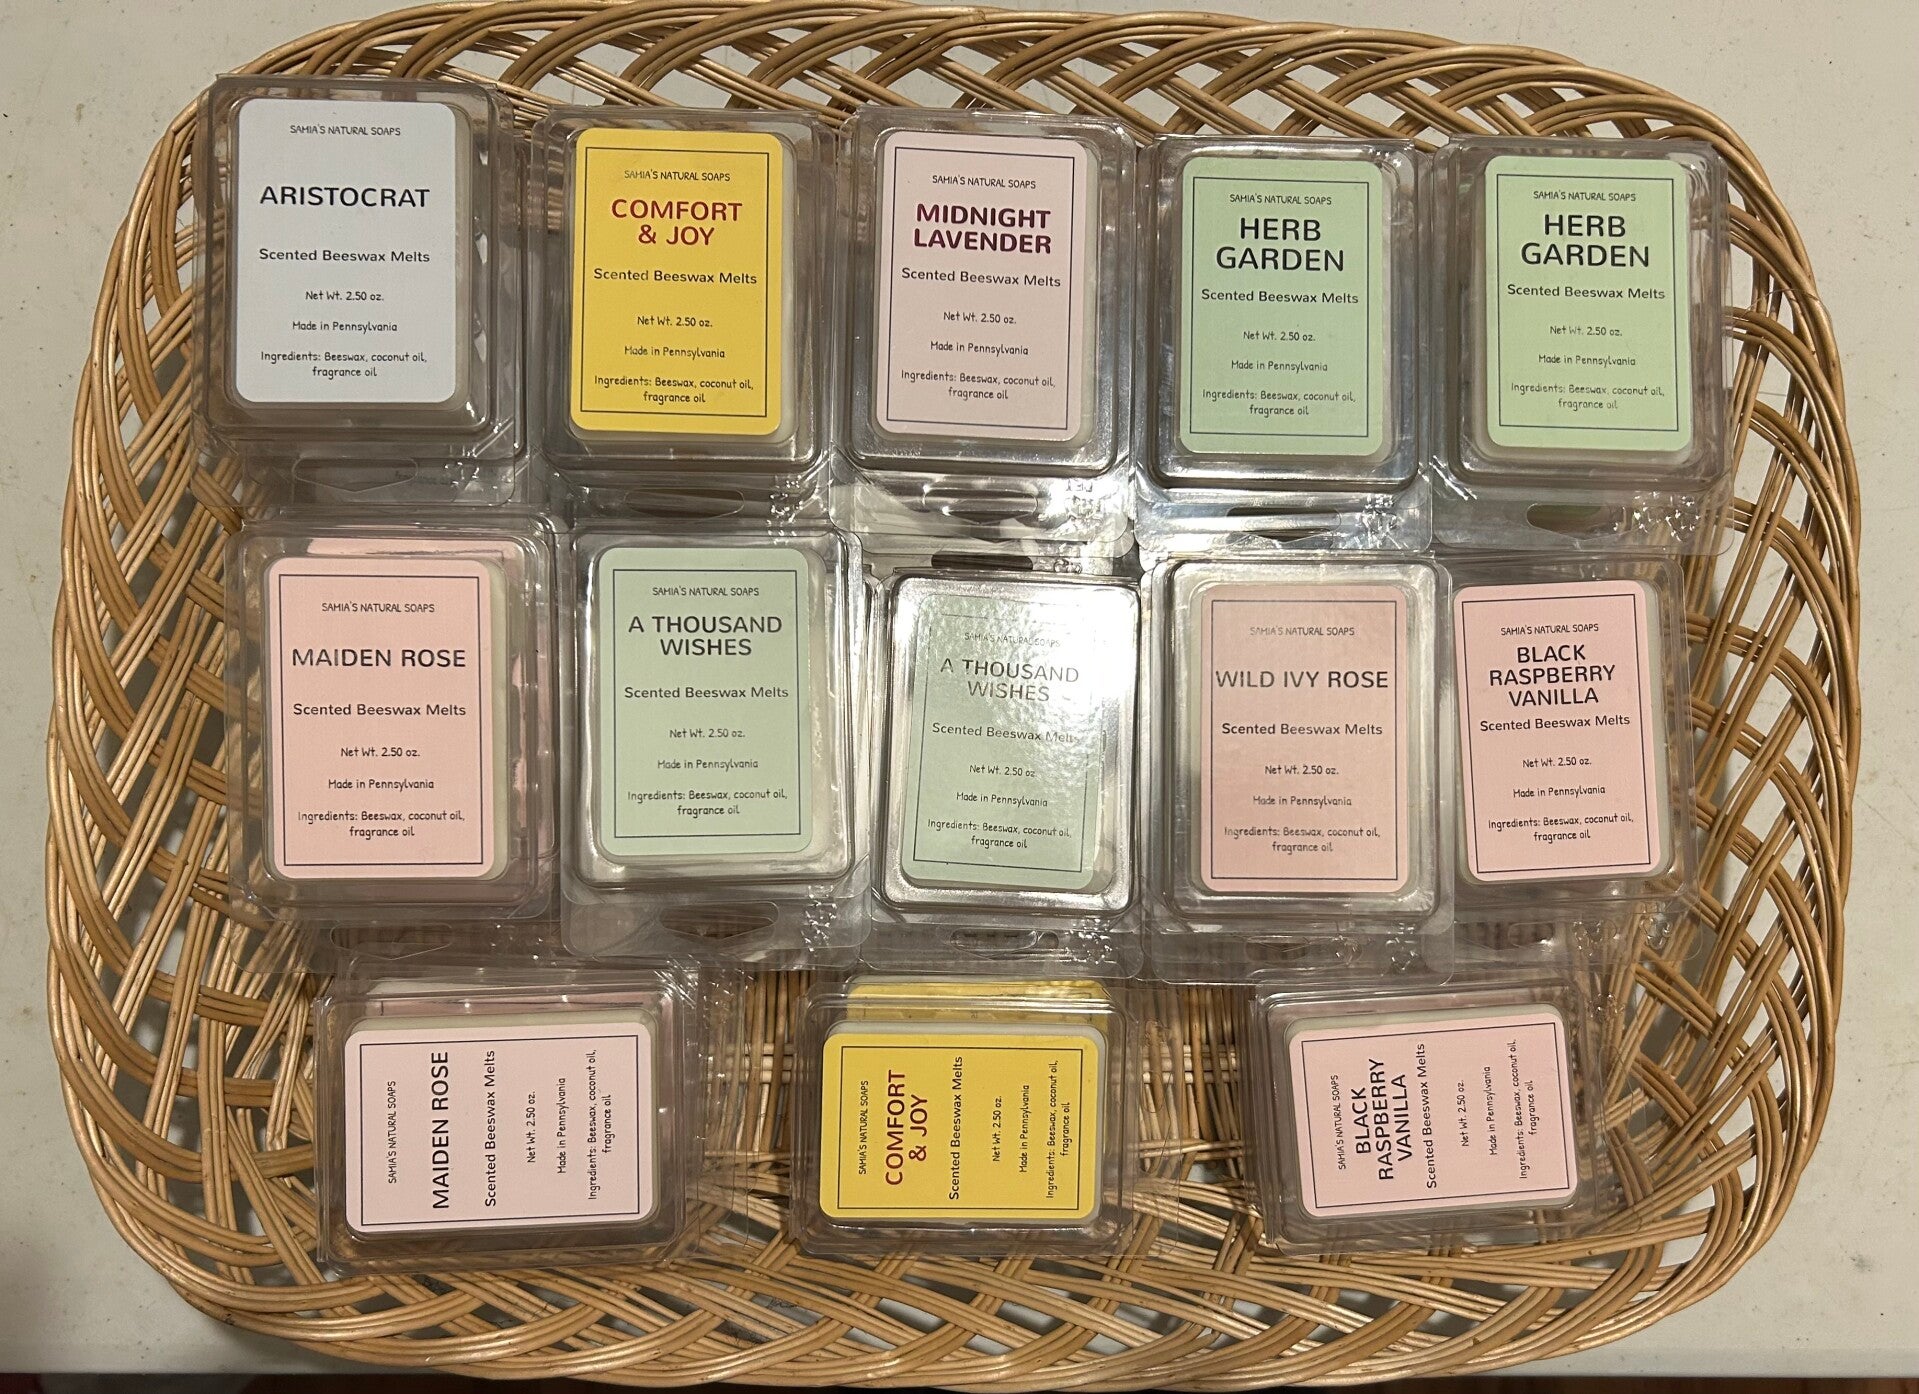 SAMIA'S NATURAL SOAPS
ARISTOCRAT
Scented Beeswax Melts
Net Wt. 2.50 oz.
Made in Pennsylvania
Ingredients: Beeswax, coconut oil,
fragrance oil
SAMIA'S NATURAL SOAPS
COMFORT
& JOY
Scented Beeswax Melts
Net Wt. 2.50 oz.
Made in Pennsylvania
Ingredients: Beeswax, coconut oil,
fragrance oil
SAMIA'S NATURAL SOAPS
MIDNIGHT
LAVENDER
Scented Beeswax Melts
Net Wt. 2.50 oz.
Made in Pennsylvania
Ingredients: Beeswax, coconut oil,
fragrance oil
SAMIA'S NATURAL SOAPS
HERB
GARDEN
Scented Beeswax Melts
Net Wt. 2.50 oz.
Made in Pennsylvania
Ingredients: Beeswax, coconut oil,
fragrance oil
SAMIA'S NATURAL SOAPS
HERB
GARDEN
Scented Beeswax Melts
Net Wt. 2.50 oz.
Made in Pennsylvania
Ingredients: Beeswax, coconut oil,
fragrance oil
SAMIA'S NATURAL SOAPS
MAIDEN ROSE
Scented Beeswax Melts
Net Wt. 2.50 oz.
Made in Pennsylvania
Ingredients: Beeswax, coconut oil,
fragrance oil
SAMIA'S NATURAL SOAPS
A THOUSAND
WISHES
Scented Beeswax Melts
Net Wt. 2.50 oz.
Made in Pennsylvania
Ingredients: Beeswax, coconut oil,
fragrance oil
SAMIA'S NATURAL SOAPS
A THOUSAND
WISHES
Scented Beeswax Melts
Net Wt. 2.50 oz
Made in Pennsylvania
Ingredients: Beeswax, coconut oil,
fragrance oil
SAMIA'S NATURAL SOAPS
WILD IVY ROSE
Scented Beeswax Melts
Net Wt. 2.50 oz.
Made in Pennsylvania
Ingredients: Beeswax, coconut oil,
fragrance oil
SAMIA'S NATURAL SOAPS
BLACK
RASPBERRY
VANILLA
Scented Beeswax Melts
Net Wt. 2.50 oz.
Made in Pennsylvania
Ingredients: Beeswax, coconut oil,
fragrance oil
SAMIA'S NATURAL SOAPS
MAIDEN ROSE
Scented Beeswax Melts
Net Wt. 2.50 oz.
Made in Pennsylvania
Ingredients: Beeswax, coconut oil,
fragrance oil
SAMIA'S NATURAL SOAPS
COMFORT
& JOY
Scented Beeswax Melts
Net Wt. 2.50 oz.
Made in Pennsylvania
Ingredients: Beeswax, coconut oil,
fragrance oil
SAMIA'S NATURAL SOAPS
BLACK
RASPBERRY
VANILLA
Scented Beeswax Melts
Net Wt. 2.50 oz.
Made in Pennsylvania
Ingredients: Beeswax, coconut oil,
fragrance oil